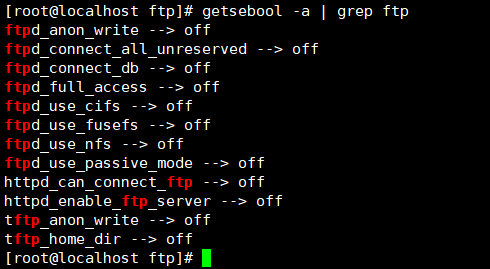 [root@localhost ftp]# getsebool -a | grep ftp
ftpd_anon_write --> off
ftpd_connect_all_unreserved --> off
ftpd_connect_db --> off
ftpd_full_access --> off
ftpd_use_cifs --> off
ftpd_use_fusefs --> off
ftpd_use_nfs --> off
ftpd_use_passive_mode --> off
httpd_can_connect_ftp --> off
httpd_enable_ftp_server --> off
tftp_anon_write --> off
tftp_home_dir --> off
[root@localhost ftp]#